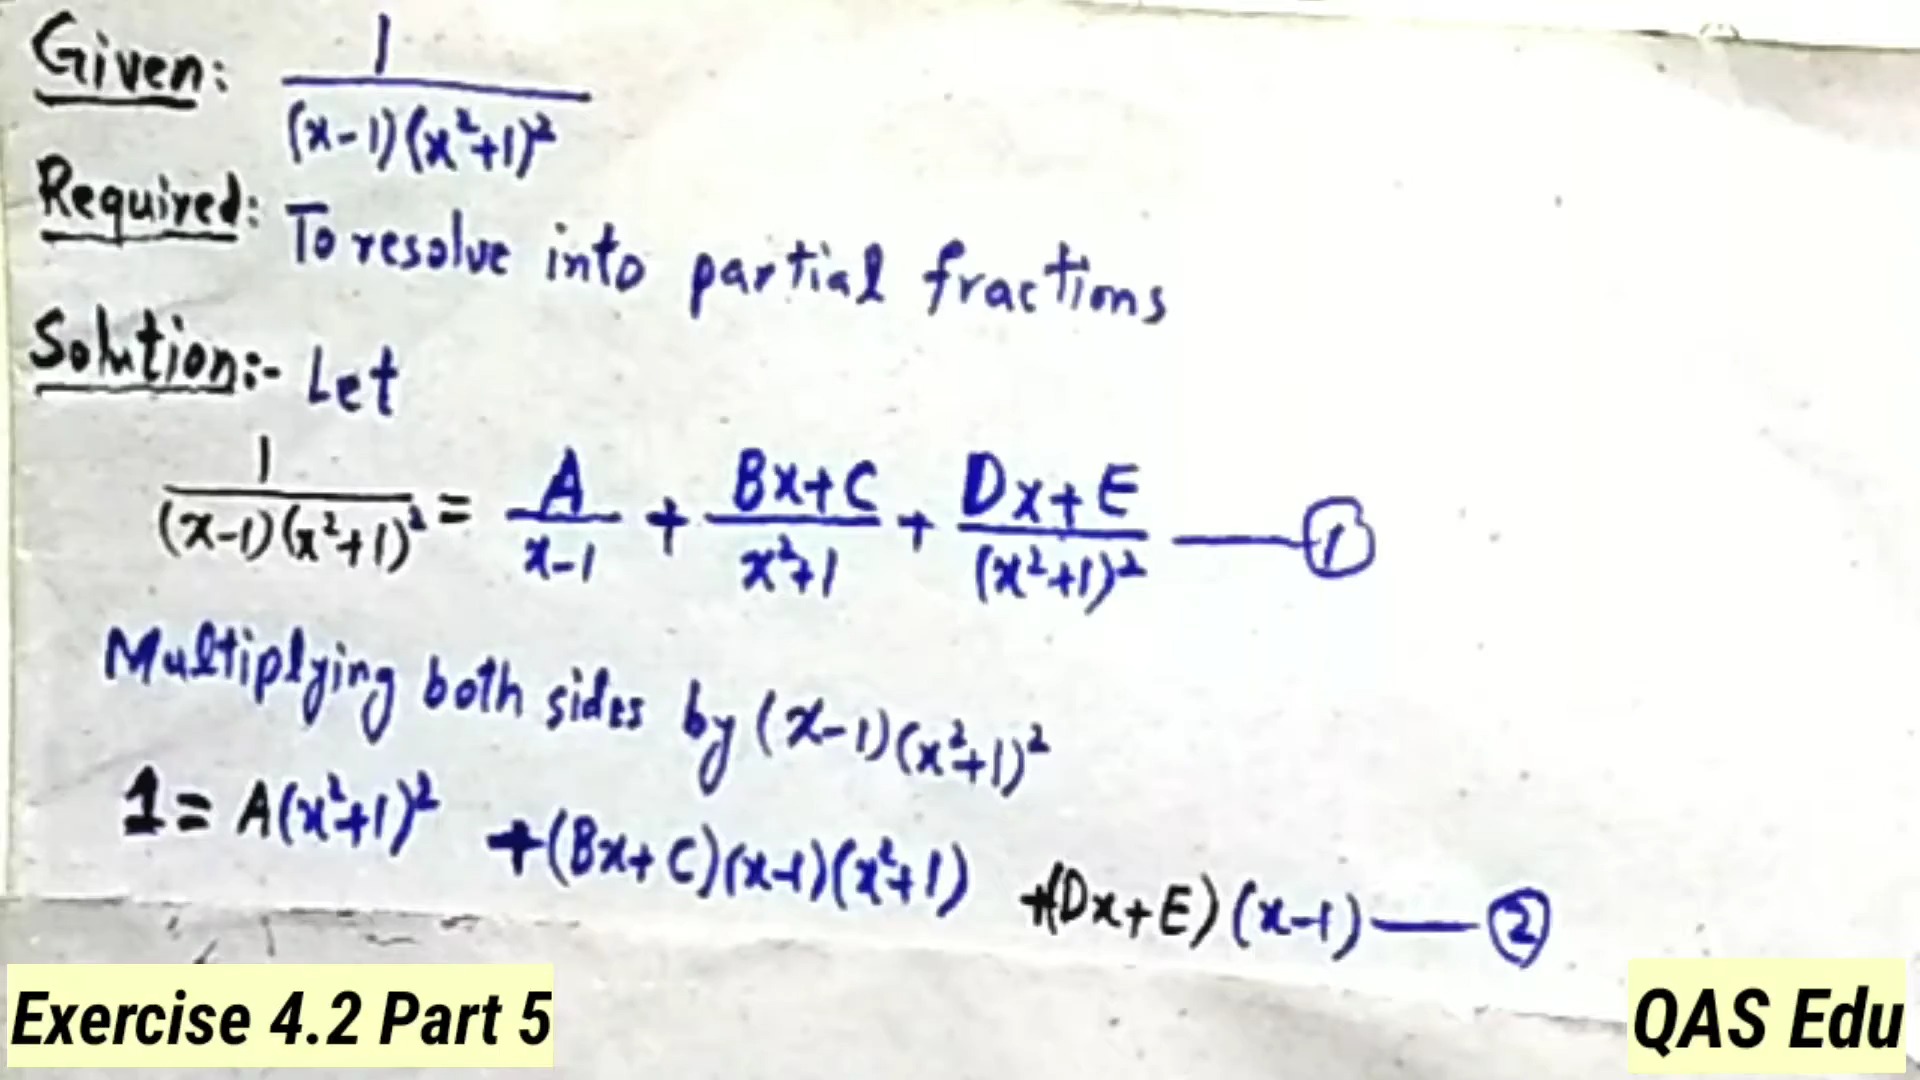 Given: 1/((x-1)(x²+1)²)
Required: To resolve into partial fractions
Solution:- Let
1/((x-1)(x²+1)²) = A/(x-1) + (Bx+C)/(x²+1) + (Dx+E)/((x²+1)²) —— ①
Multiplying both sides by (x-1)(x²+1)²
1 = A(x²+1)² + (Bx+C)(x-1)(x²+1) + (Dx+E)(x-1) —— ②
Exercise 4.2 Part 5
QAS Edu